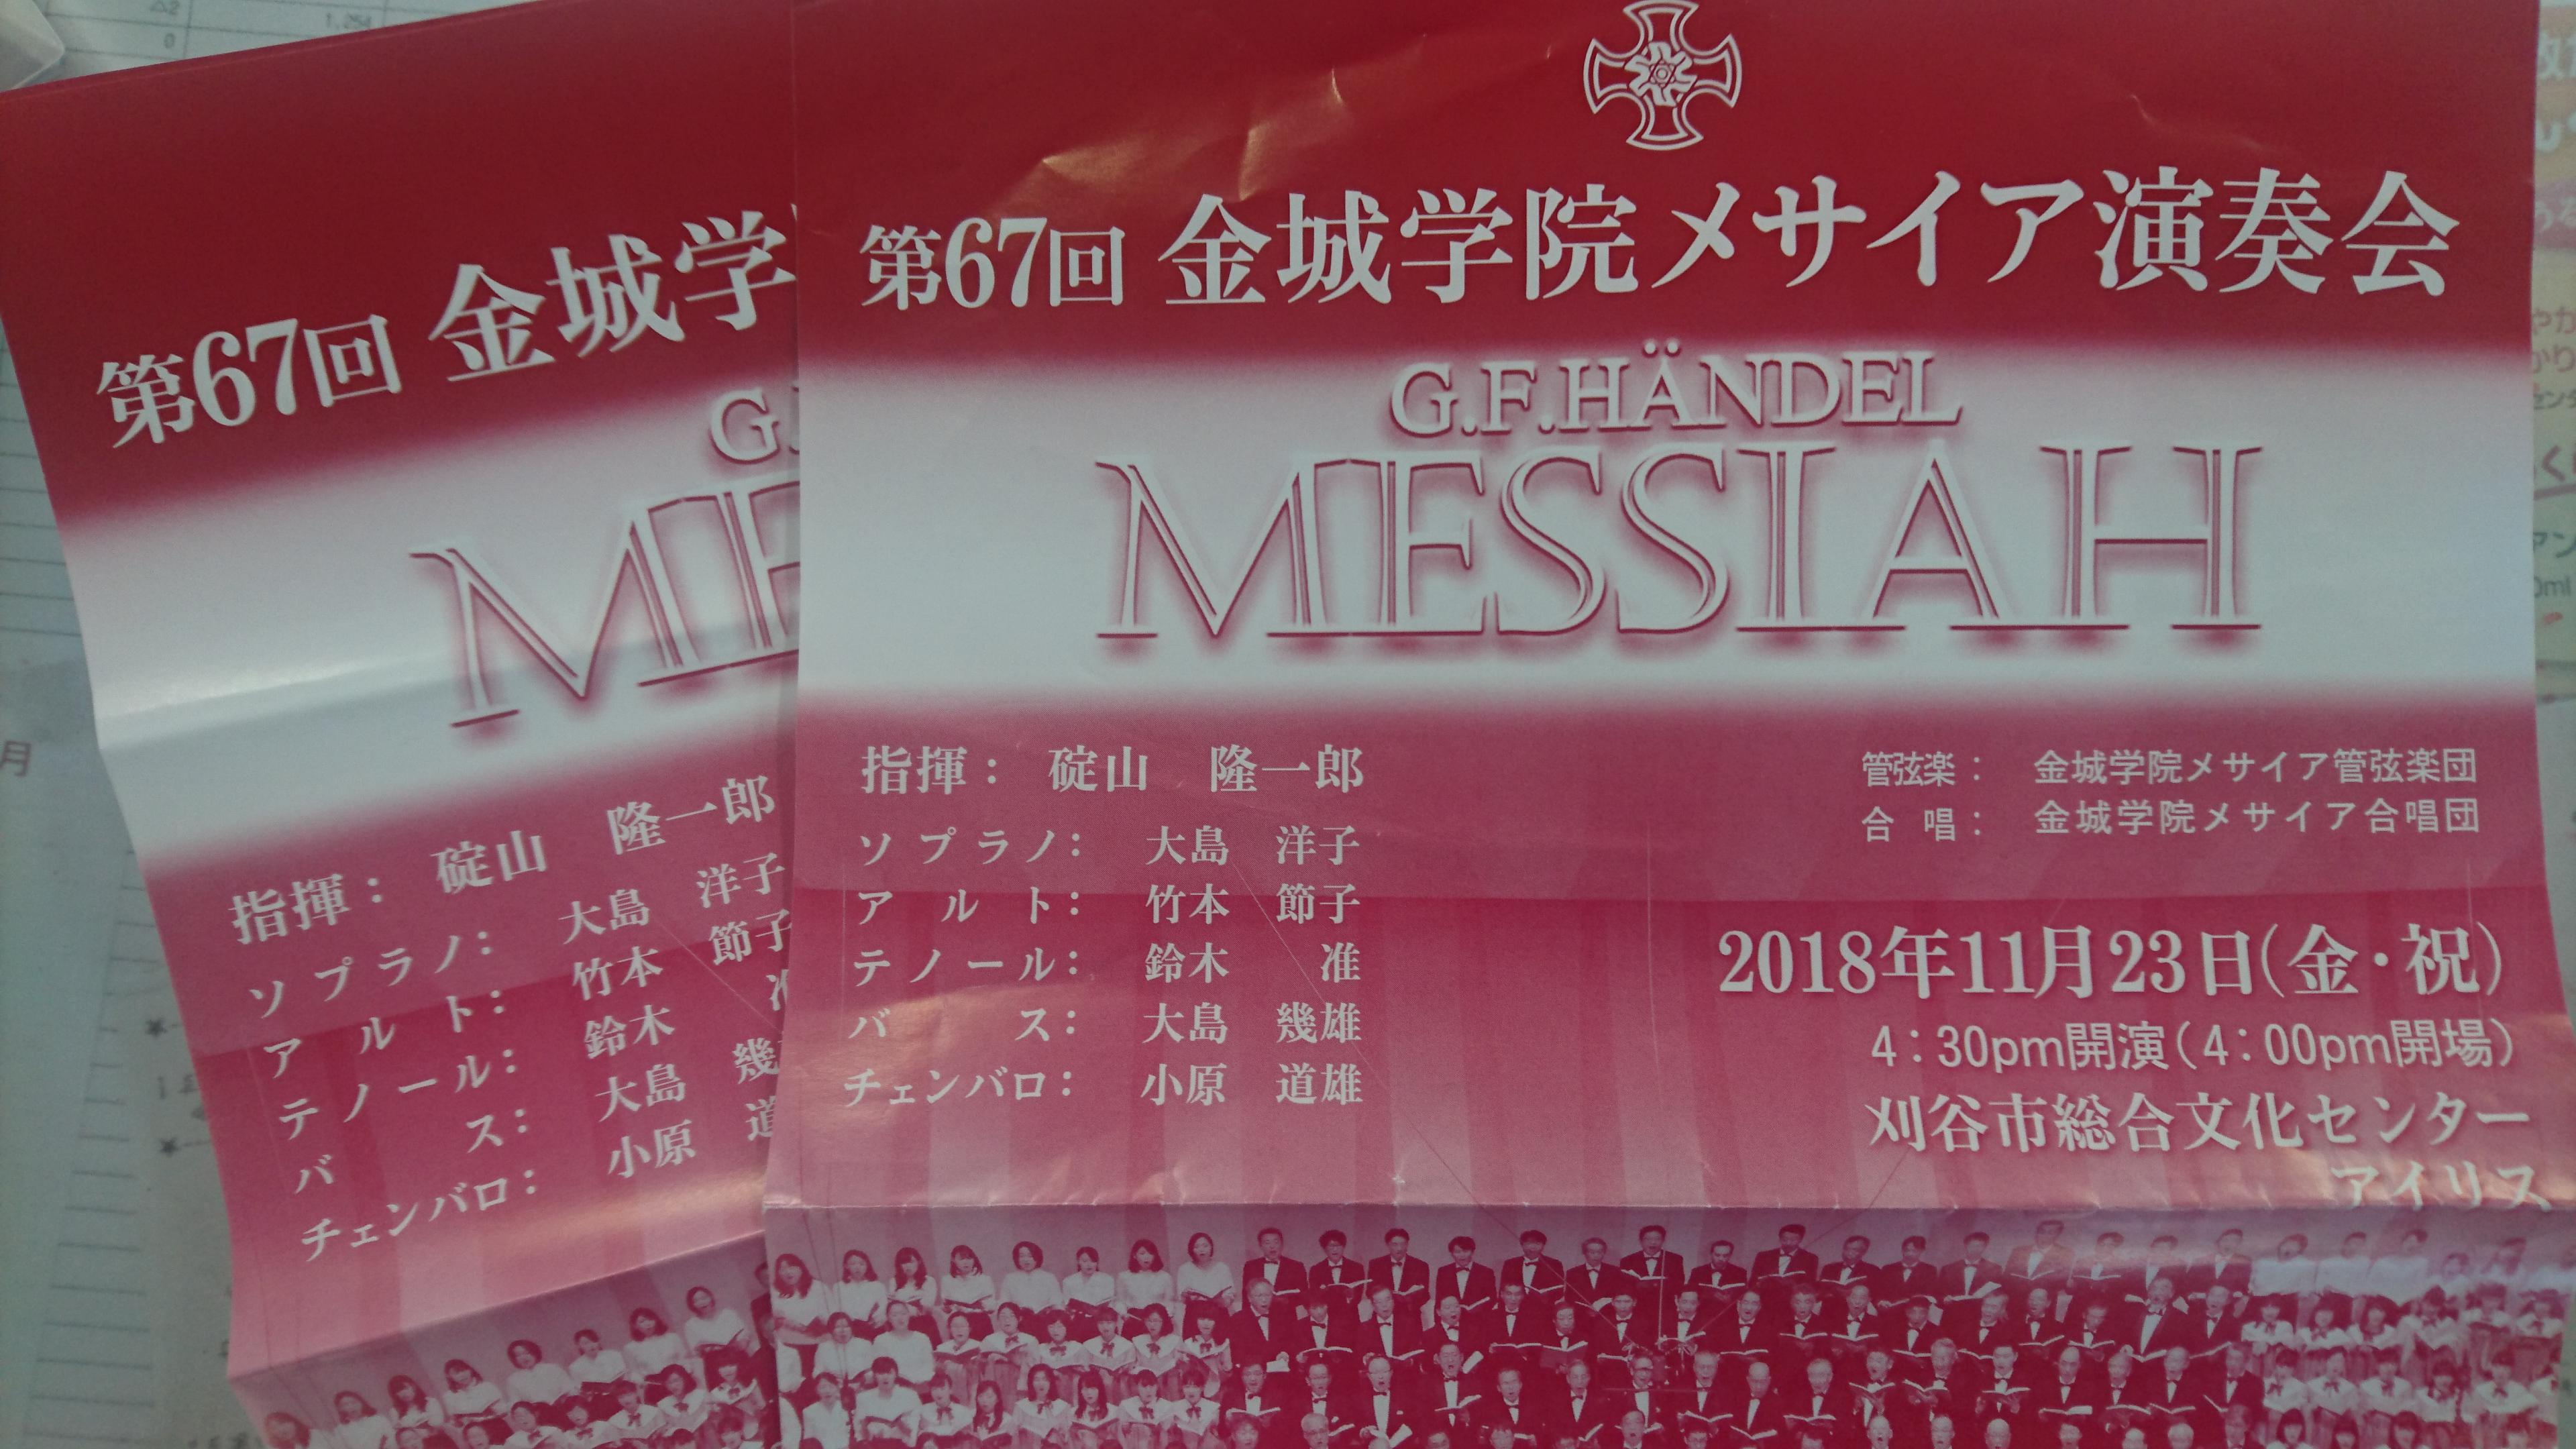 第67回 金城学院メサイア演奏会
G.F.HÄNDEL
MESSIAH
指揮： 碇山 隆一郎
ソプラノ： 大島 洋子
アルト： 竹本 節子
テノール： 鈴木 准
バス： 大島 幾雄
チェンバロ： 小原 道雄
管弦楽： 金城学院メサイア管弦楽団
合唱： 金城学院メサイア合唱団
2018年11月23日(金・祝)
4：30pm開演(4：00pm開場)
刈谷市総合文化センター
アイリス
第67回 金城学
G.
ME
指揮： 碇山 隆一郎
ソプラノ： 大島 洋子
アルト： 竹本 節子
テノール： 鈴木
バス： 大島 幾
チェンバロ： 小原 道
△2
0
1,254
月